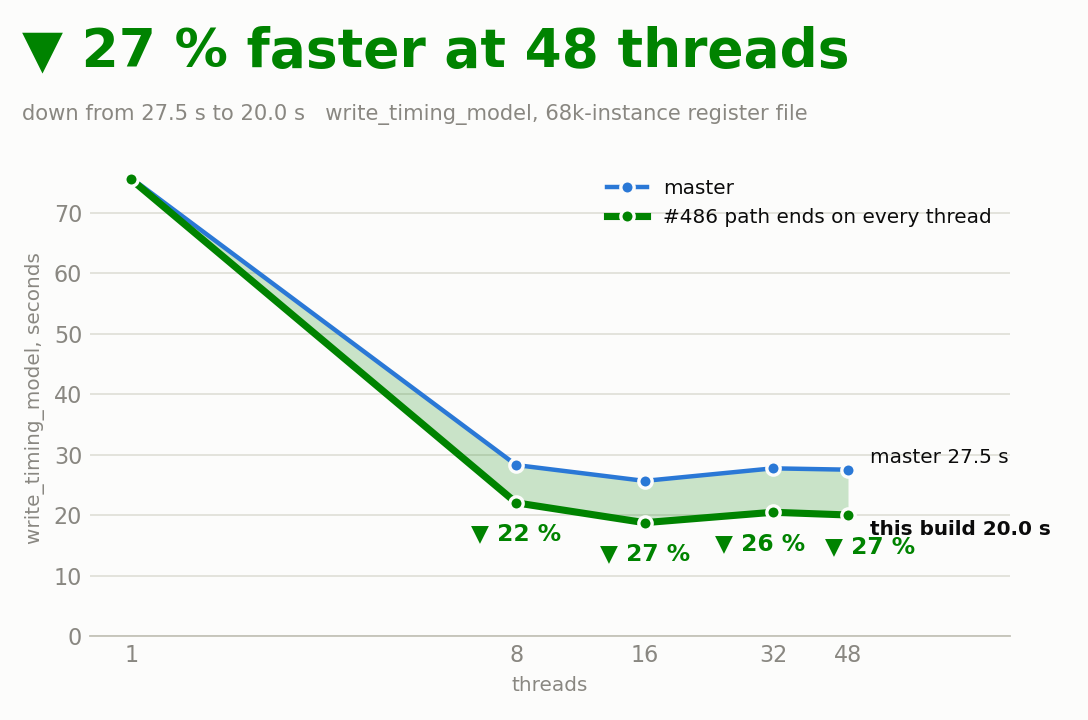 ▼ 27 % faster at 48 threads
down from 27.5 s to 20.0 s   write_timing_model, 68k-instance register file
master
#486 path ends on every thread
write_timing_model, seconds
70
60
50
40
30
20
10
0
master 27.5 s
this build 20.0 s
▼ 22 %
▼ 27 %
▼ 26 %
▼ 27 %
1
8
16
32
48
threads